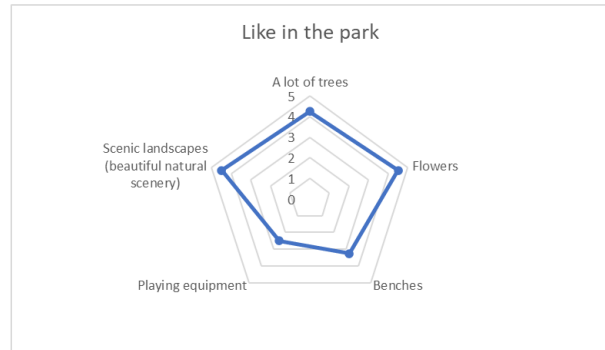 Like in the park
A lot of trees
5
4
3
2
1
0
Scenic landscapes
(beautiful natural
scenery)
Flowers
Playing equipment
Benches